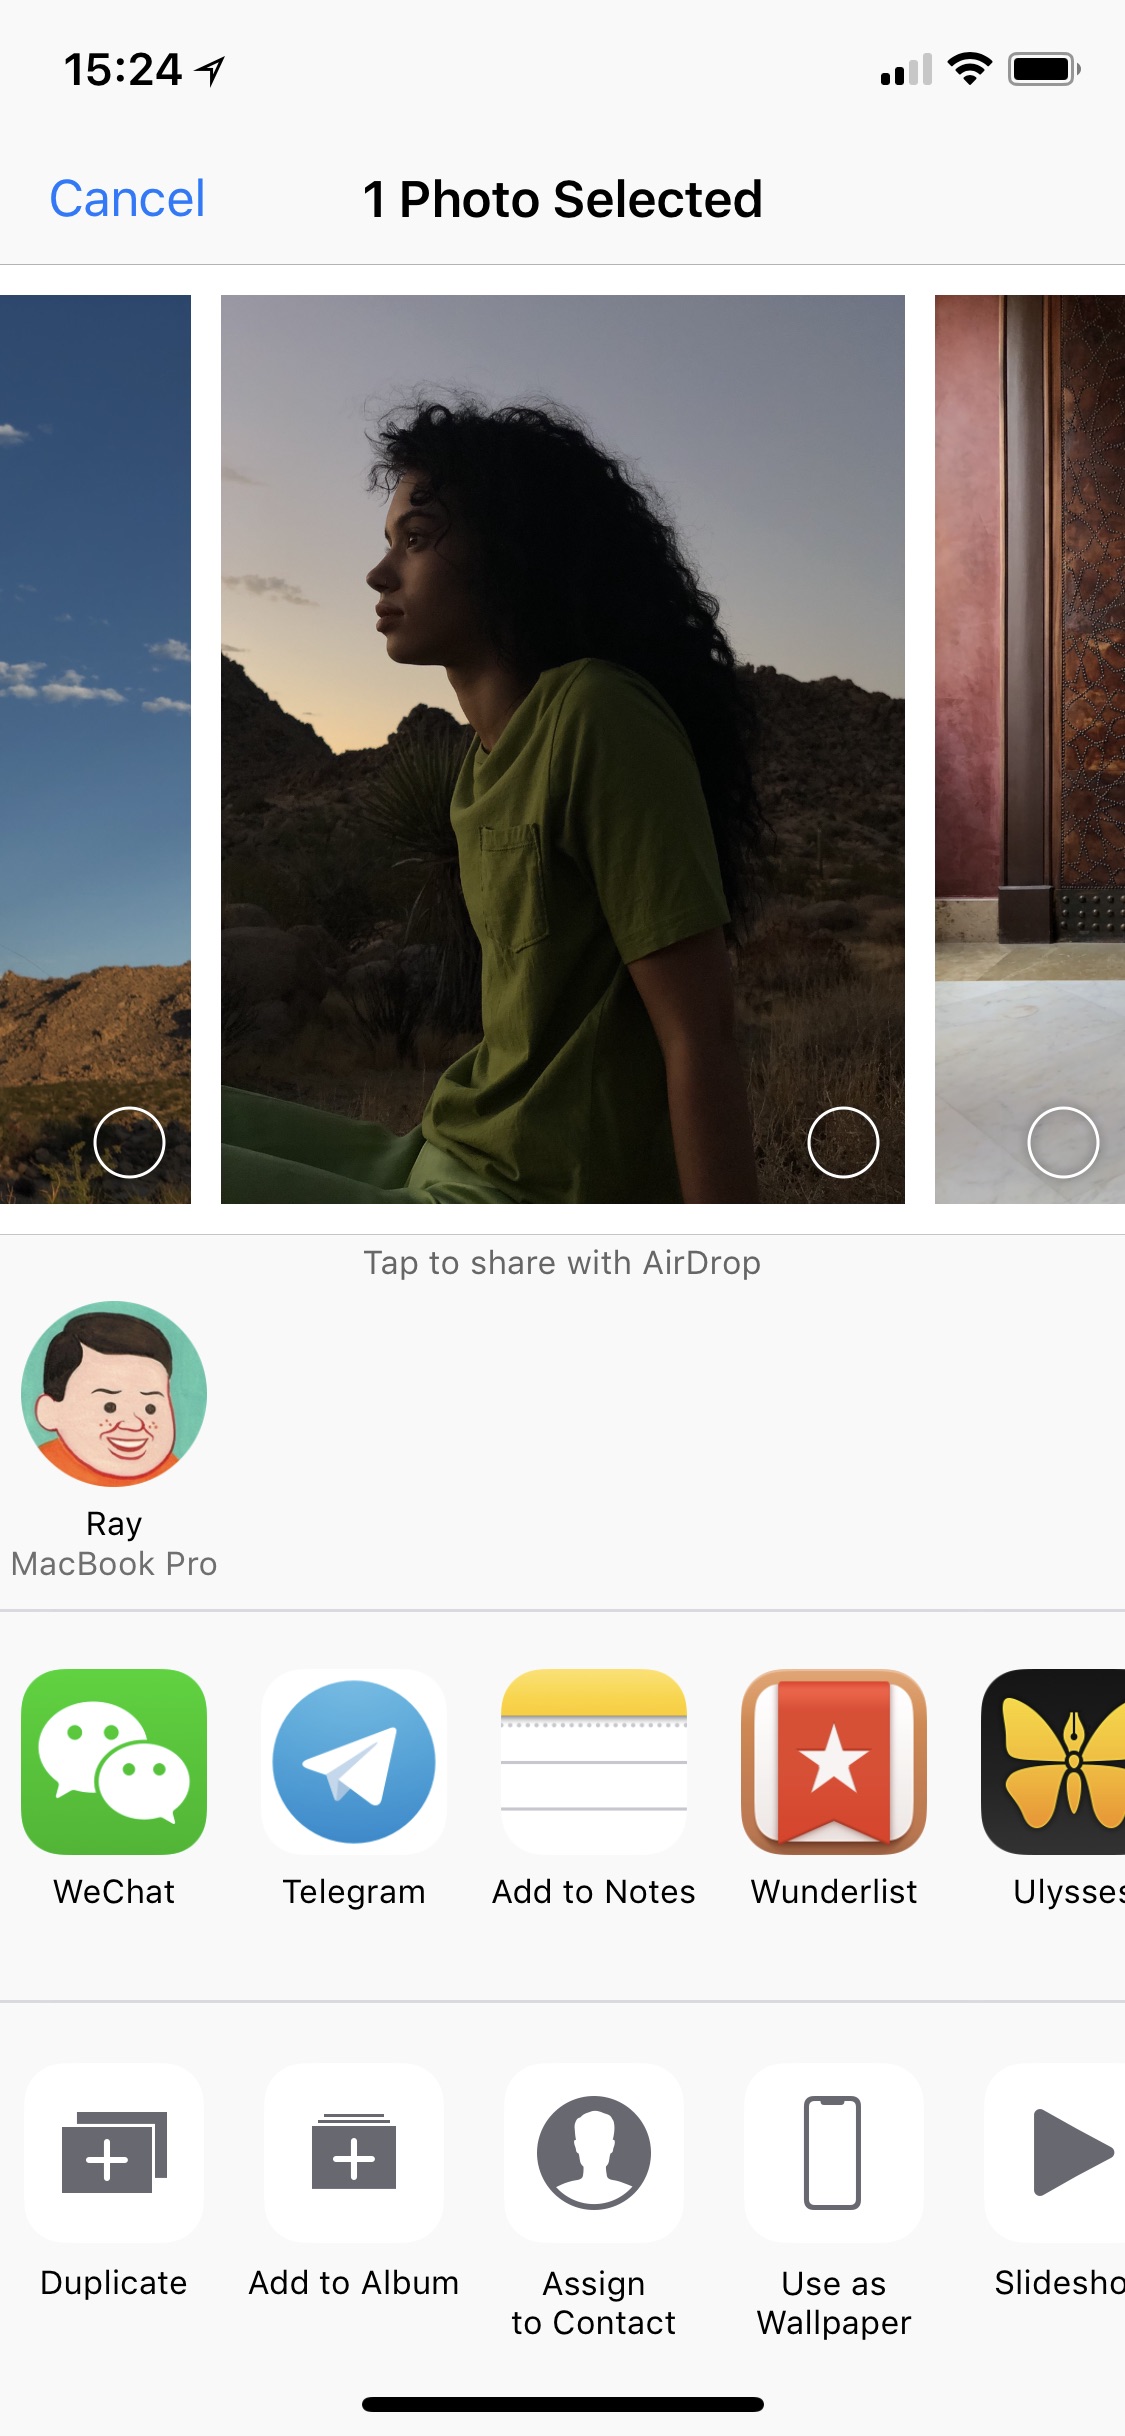 15:24
Cancel
1 Photo Selected
Tap to share with AirDrop
Ray
MacBook Pro
WeChat
Telegram
Add to Notes
Wunderlist
Ulysses
Duplicate
Add to Album
Assign
to Contact
Use as
Wallpaper
Slidesho